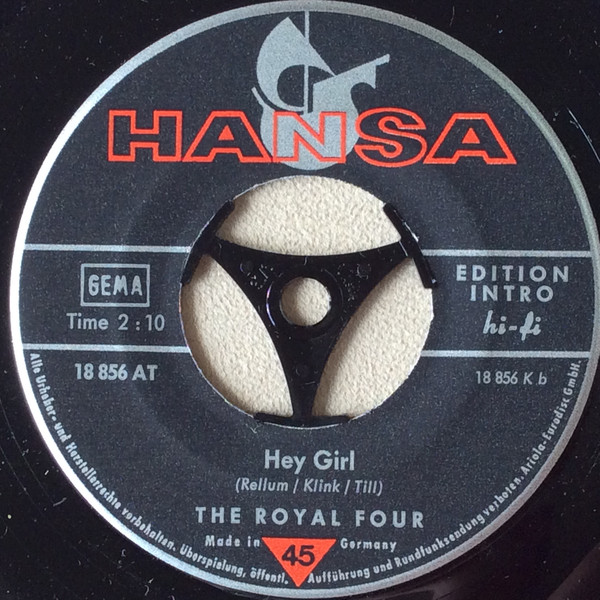 HANSA
GEMA
Time 2:10
18 856 AT
EDITION
INTRO
hi-fi
18 856 K b
Hey Girl
(Rellum / Klink / Till)
THE ROYAL FOUR
Made in Germany
45
Alle Urheber- und Herstellerrechte vorbehalten. Überspielung, öffentl. Aufführung und Rundfunksendung verboten. Ariola-Eurodisc GmbH.